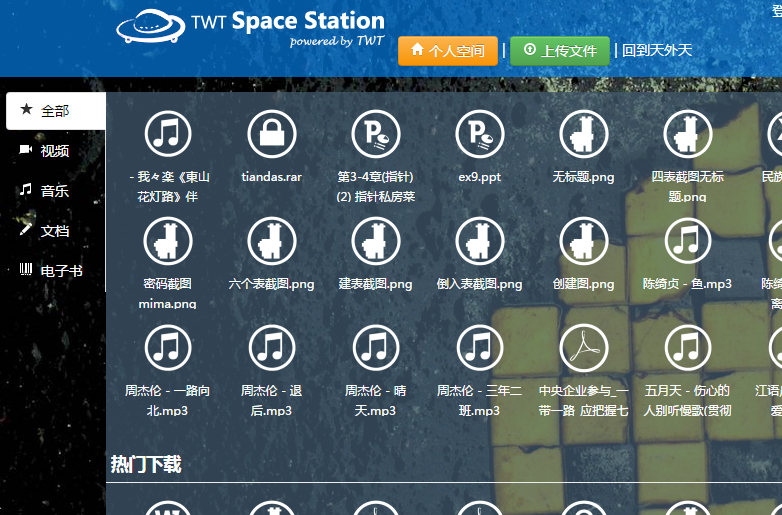 TWT Space Station
powered by TWT
登
个人空间 | 上传文件 | 回到天外天
全部
视频
音乐
文档
电子书
- 我々楽《東山
花灯路》伴
tiandas.rar
第3-4章(指针)
(2) 指针私房菜
ex9.ppt
无标题.png
四表截图无标
题.png
民族
密码截图
mima.png
六个表截图.png
建表截图.png
倒入表截图.png
创建图.png
陈绮贞 - 鱼.mp3
陈绮
离
周杰伦 - 一路向
北.mp3
周杰伦 - 退
后.mp3
周杰伦 - 晴
天.mp3
周杰伦 - 三年二
班.mp3
中央企业参与_一
带一路 应把握七
五月天 - 伤心的
人别听慢歌(贯彻
江语
爱
热门下载